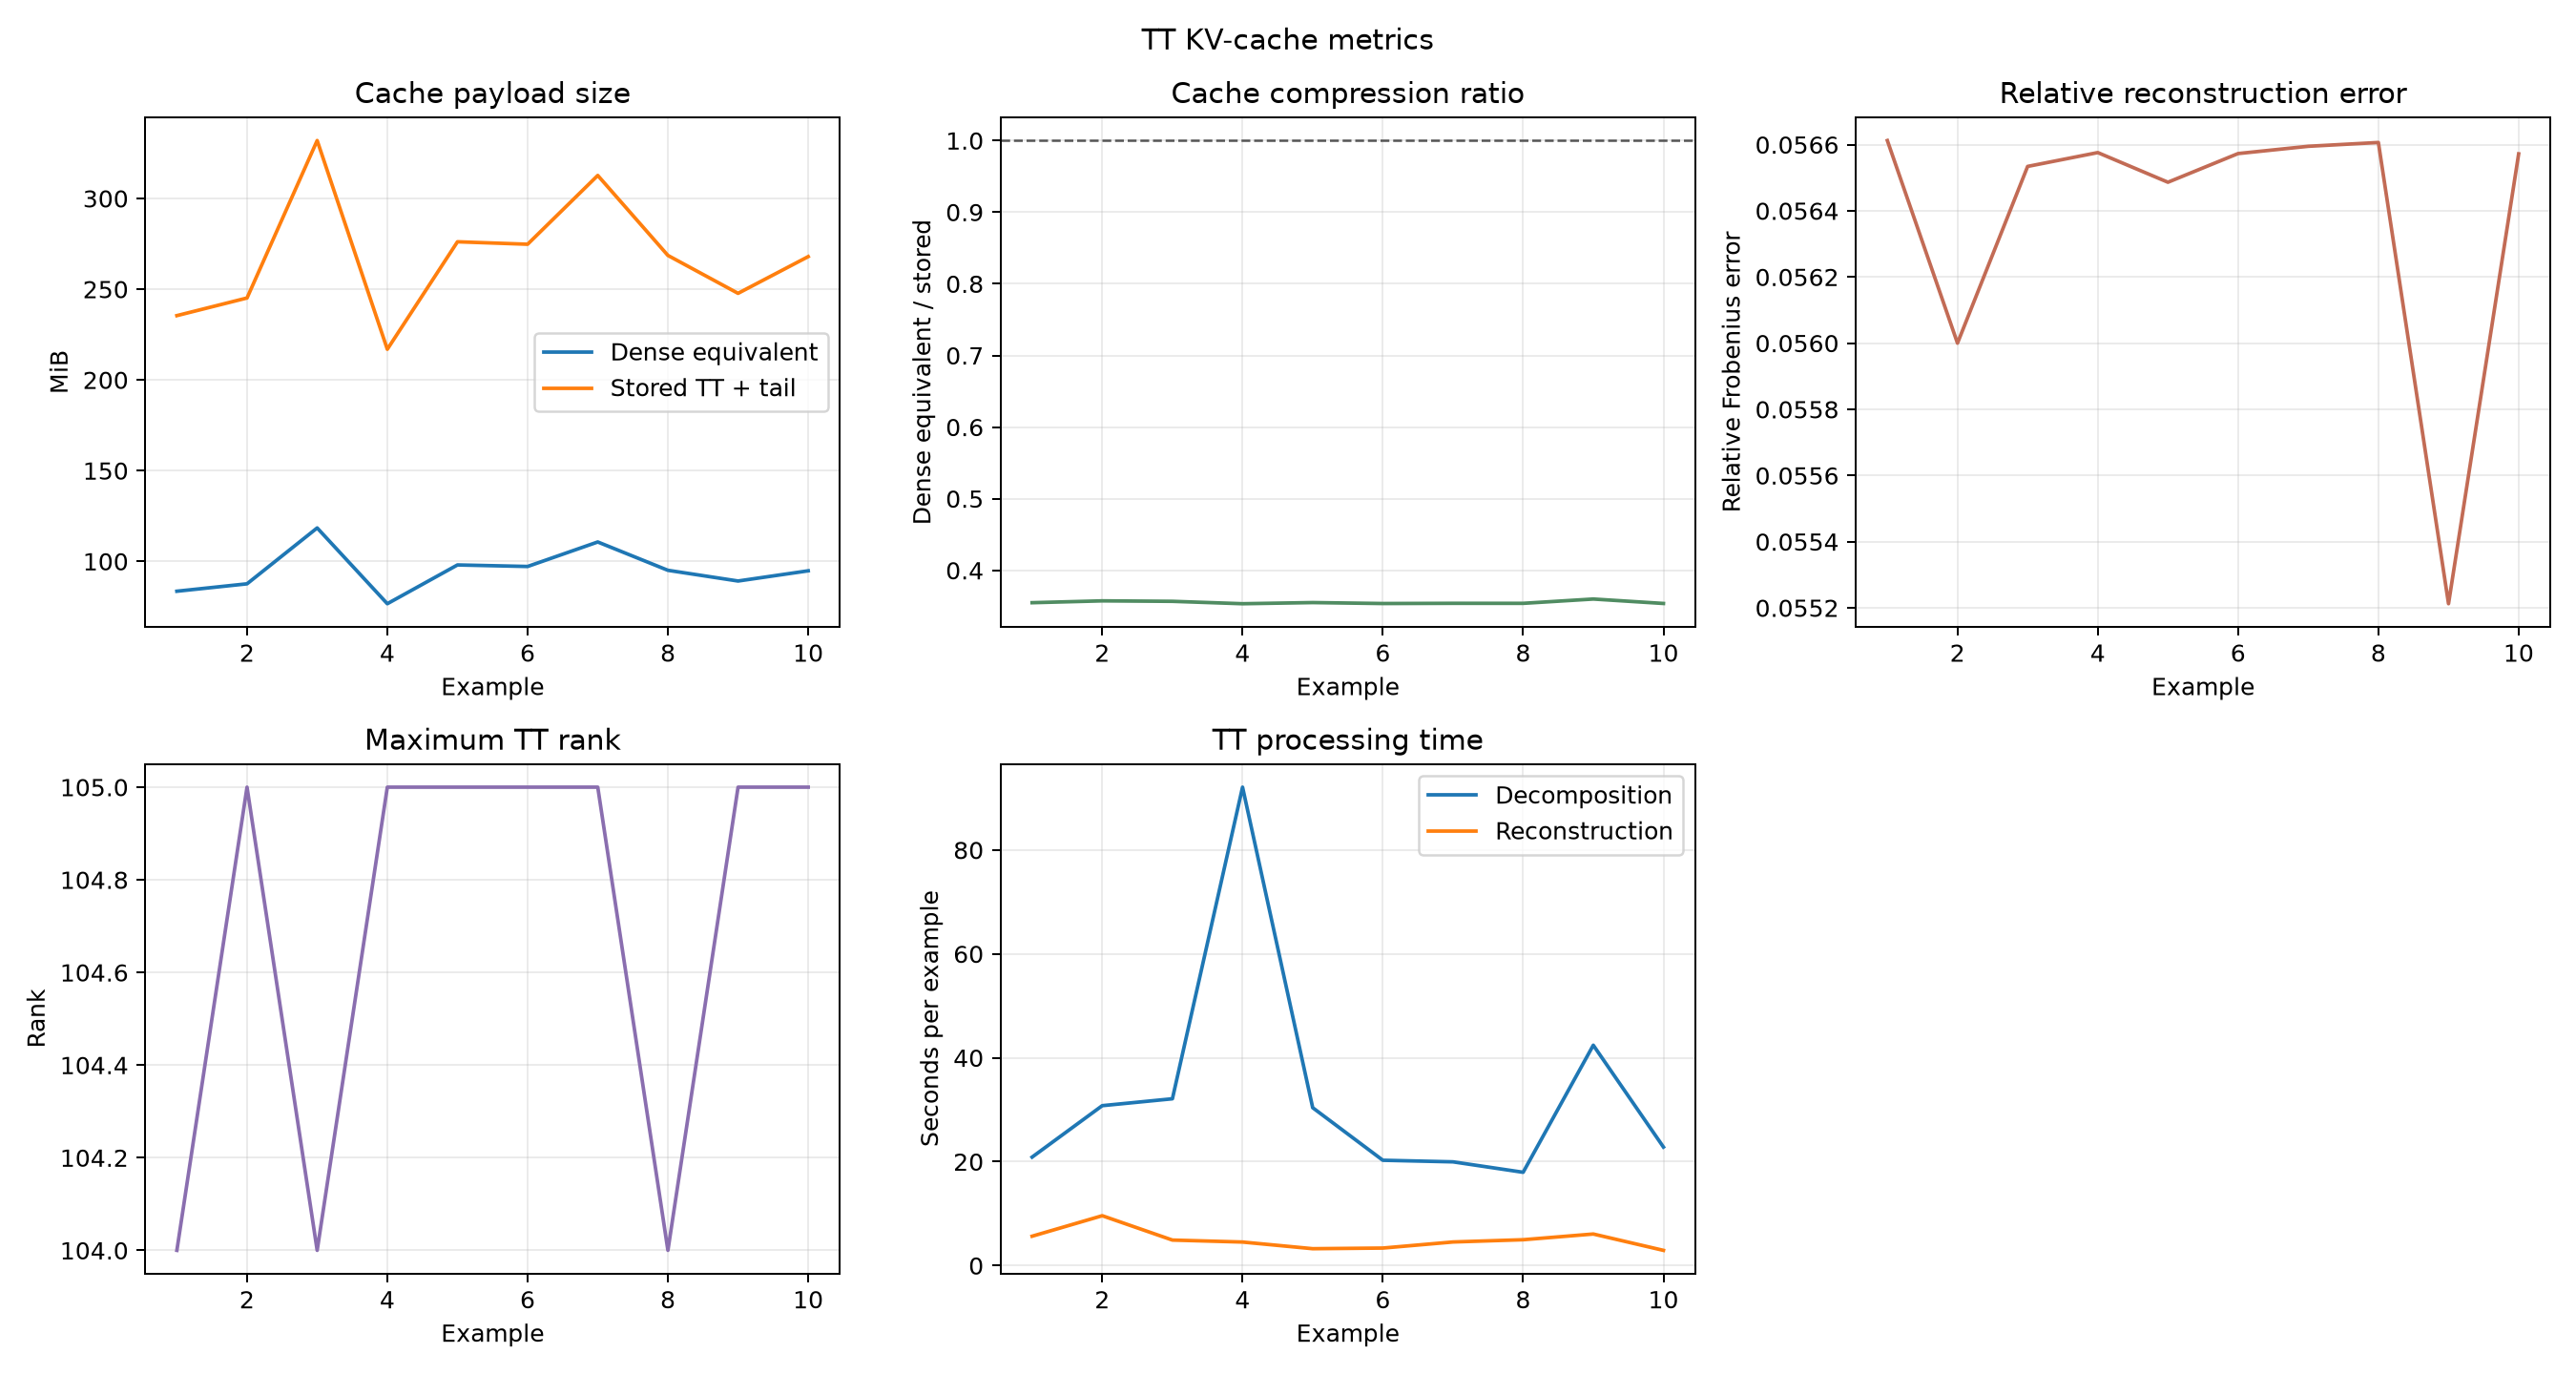 TT KV-cache metrics
Cache payload size
MiB
300
250
200
150
100
Dense equivalent
Stored TT + tail
2 4 6 8 10
Example
Cache compression ratio
Dense equivalent / stored
1.0
0.9
0.8
0.7
0.6
0.5
0.4
2 4 6 8 10
Example
Relative reconstruction error
Relative Frobenius error
0.0566
0.0564
0.0562
0.0560
0.0558
0.0556
0.0554
0.0552
2 4 6 8 10
Example
Maximum TT rank
Rank
105.0
104.8
104.6
104.4
104.2
104.0
2 4 6 8 10
Example
TT processing time
Seconds per example
80
60
40
20
0
Decomposition
Reconstruction
2 4 6 8 10
Example